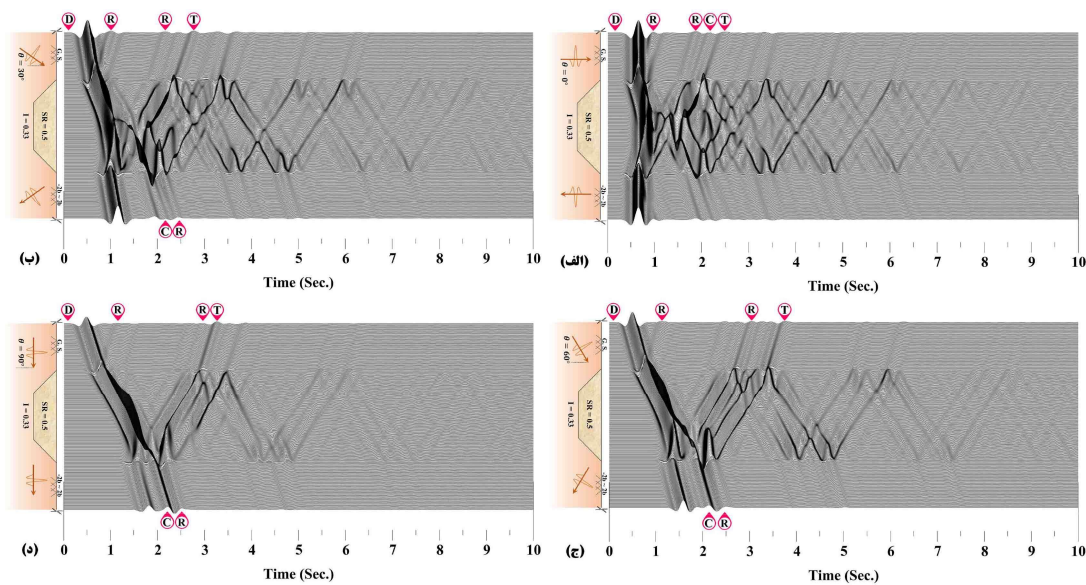 D R R T
G. S.
θ = 30°
SR = 0.5
I = 0.33
-2b ~ 2b
C R
(ب)
0 1 2 3 4 5 6 7 8 9 10
Time (Sec.)
D R R C T
G. S.
θ = 0°
SR = 0.5
I = 0.33
-2b ~ 2b
(الف)
0 1 2 3 4 5 6 7 8 9 10
Time (Sec.)
D R R T
G. S.
θ = 90°
SR = 0.5
I = 0.33
-2b ~ 2b
C R
(د)
0 1 2 3 4 5 6 7 8 9 10
Time (Sec.)
D R R T
G. S.
θ = 60°
SR = 0.5
I = 0.33
-2b ~ 2b
C R
(ج)
0 1 2 3 4 5 6 7 8 9 10
Time (Sec.)